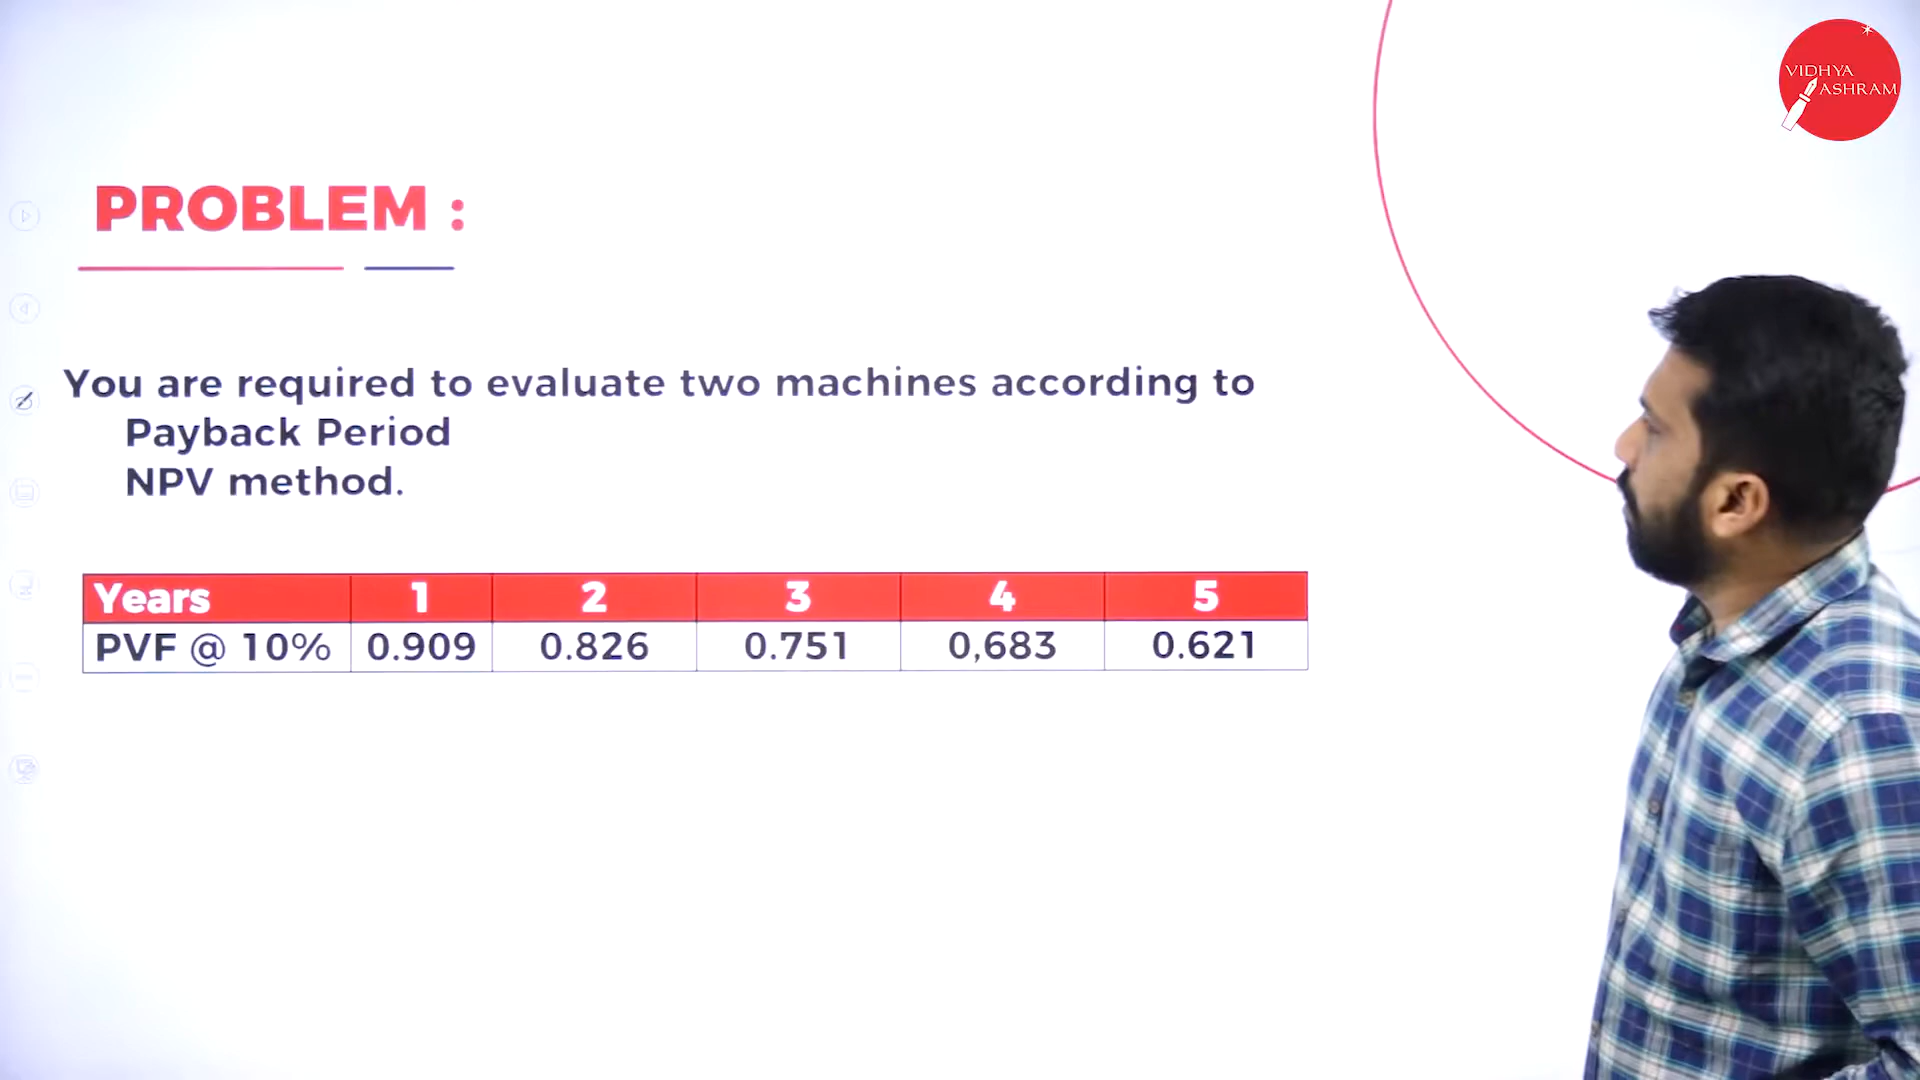 VIDHYA
ASHRAM
PROBLEM :
You are required to evaluate two machines according to
Payback Period
NPV method.
Years 1 2 3 4 5
PVF @ 10% 0.909 0.826 0.751 0,683 0.621